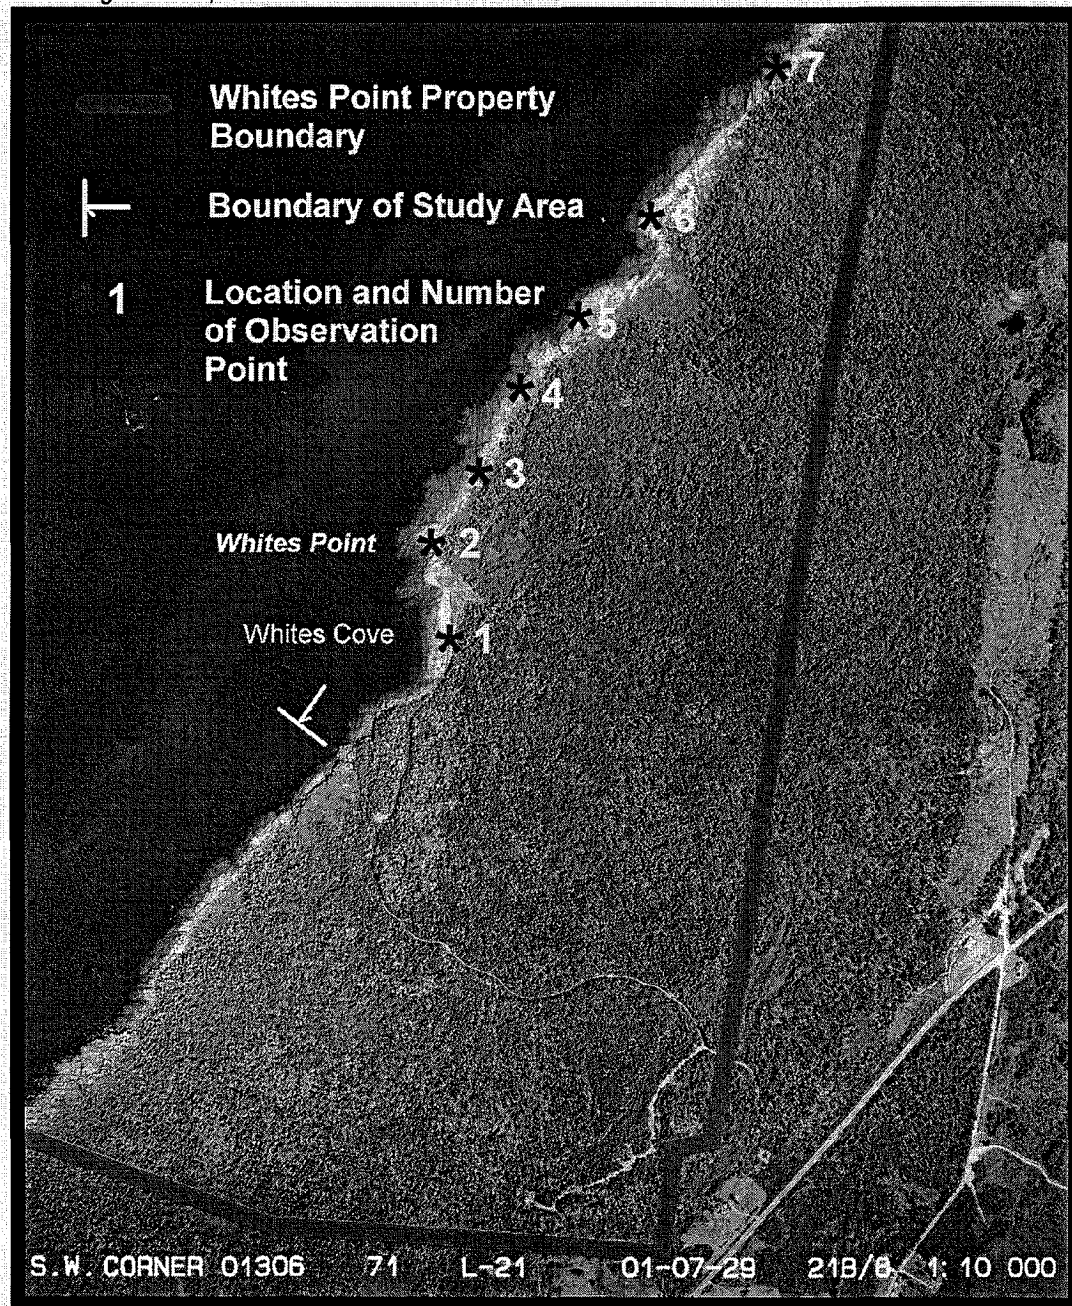 Whites Point Property
Boundary
Boundary of Study Area
1 Location and Number
of Observation
Point
7
6
5
4
3
Whites Point 2
Whites Cove 1
S.W. CORNER 01306 71 L-21 01-07-29 21B/8 1:10 000